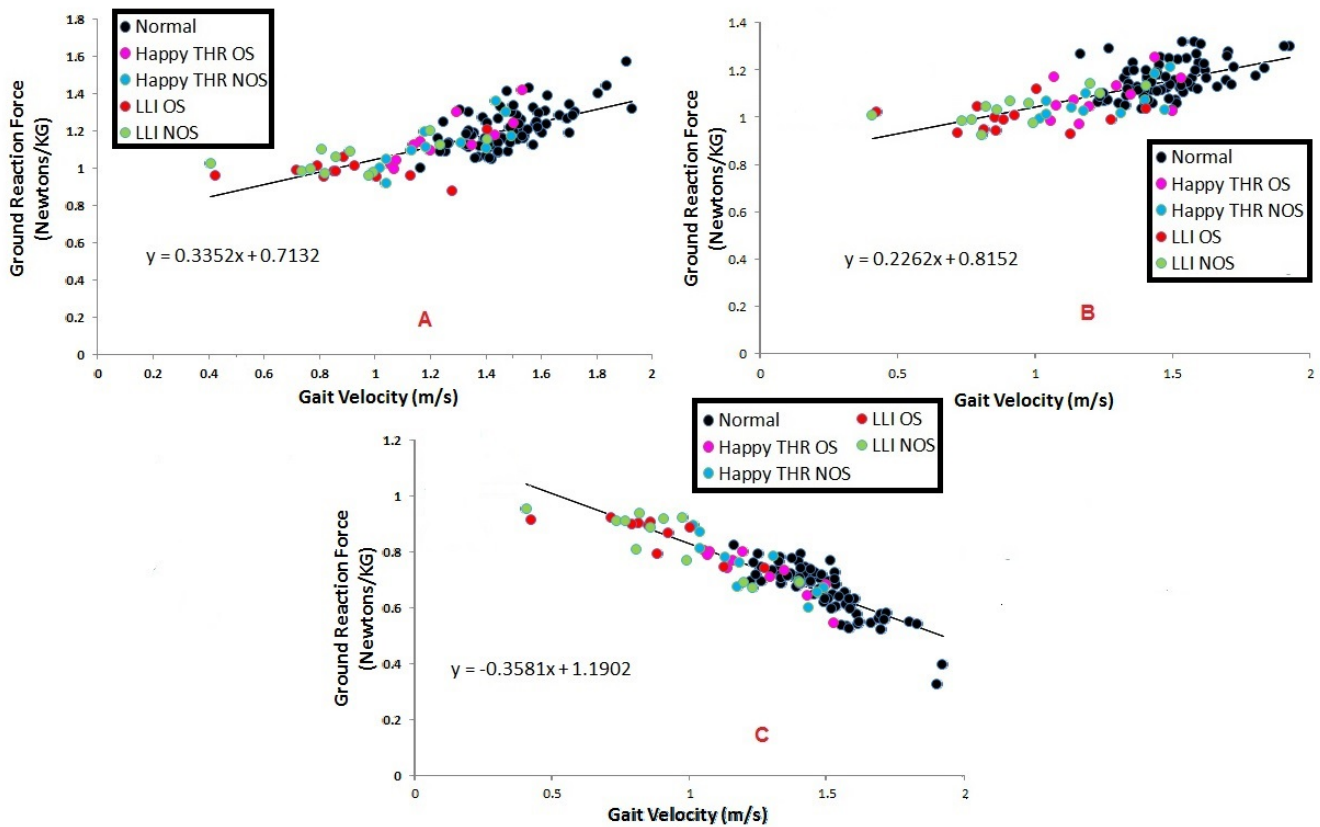 Normal
Happy THR OS
Happy THR NOS
LLI OS
LLI NOS
Ground Reaction Force
(Newtons/KG)
1.8
1.6
1.4
1.2
1
0.8
0.6
0.4
0.2
0
y = 0.3352x + 0.7132
A
0 0.2 0.4 0.6 0.8 1 1.2 1.4 1.6 1.8 2
Gait Velocity (m/s)
Ground Reaction Force
(Newtons/KG)
1.4
1.2
1
0.8
0.6
0.4
0.2
0
Normal
Happy THR OS
Happy THR NOS
LLI OS
LLI NOS
y = 0.2262x + 0.8152
B
0 0.5 1 1.5 2
Gait Velocity (m/s)
Normal LLI OS
Happy THR OS LLI NOS
Happy THR NOS
Ground Reaction Force
(Newtons/KG)
1.2
1
0.8
0.6
0.4
0.2
0
y = -0.3581x + 1.1902
C
0 0.5 1 1.5 2
Gait Velocity (m/s)